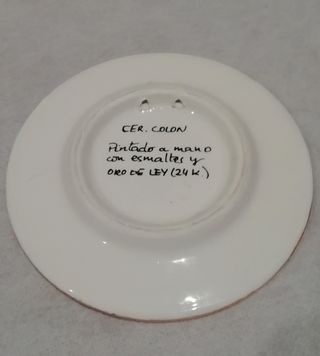 CER. COLON
Pintado a mano
con esmaltes y
ORO DE LEY (24 K.)